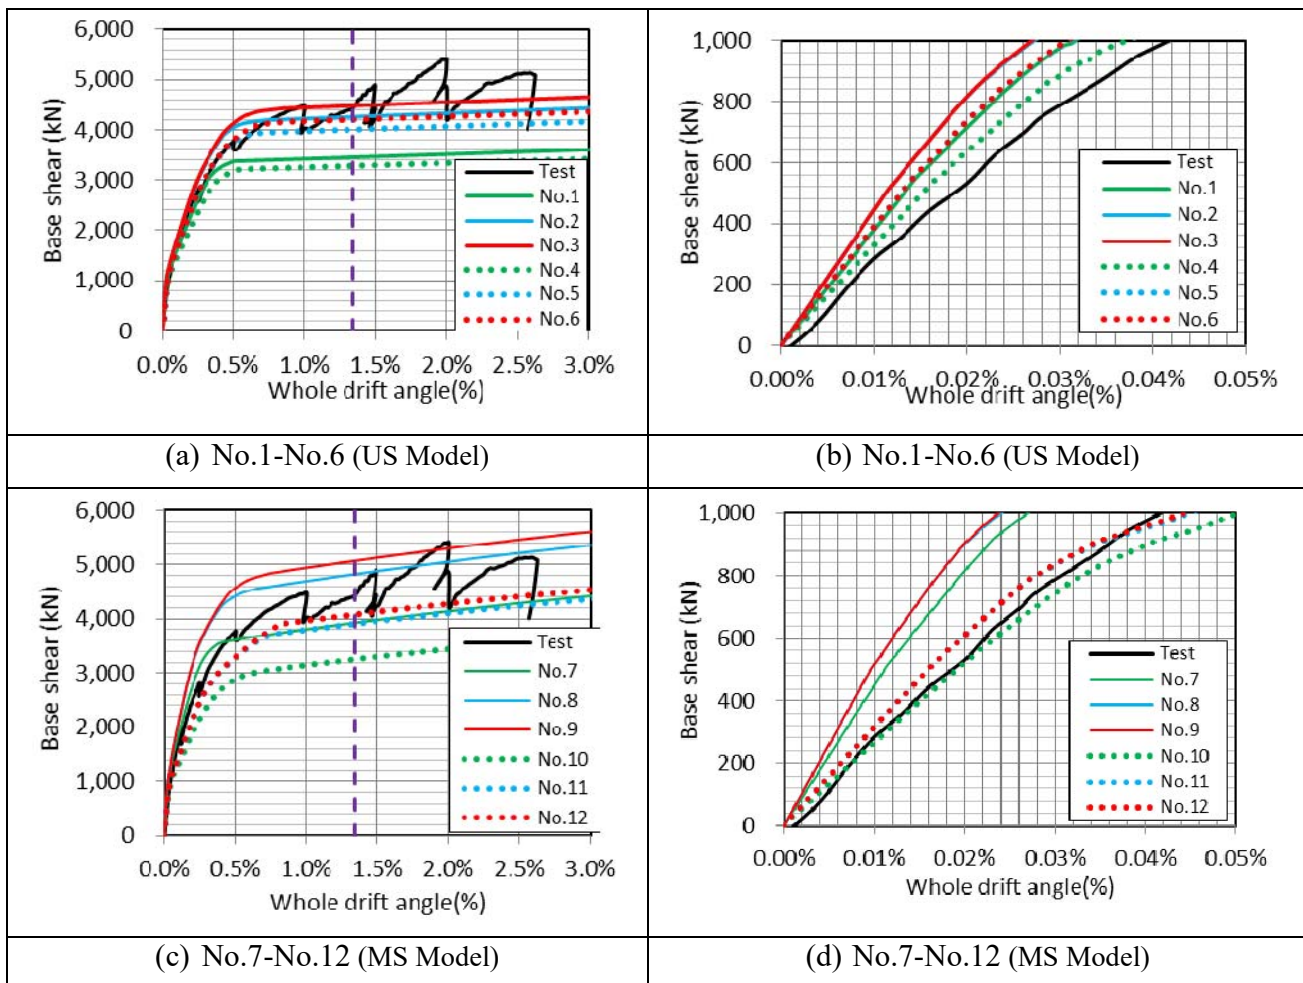 6,000
5,000
4,000
3,000
2,000
1,000
0
Base shear (kN)
Test
No.1
No.2
No.3
No.4
No.5
No.6
0.0% 0.5% 1.0% 1.5% 2.0% 2.5% 3.0%
Whole drift angle(%)
(a) No.1-No.6 (US Model)
1,000
800
600
400
200
0
Base shear (kN)
Test
No.1
No.2
No.3
No.4
No.5
No.6
0.00% 0.01% 0.02% 0.03% 0.04% 0.05%
Whole drift angle(%)
(b) No.1-No.6 (US Model)
6,000
5,000
4,000
3,000
2,000
1,000
0
Base shear (kN)
Test
No.7
No.8
No.9
No.10
No.11
No.12
0.0% 0.5% 1.0% 1.5% 2.0% 2.5% 3.0%
Whole drift angle(%)
(c) No.7-No.12 (MS Model)
1,000
800
600
400
200
0
Base shear (kN)
Test
No.7
No.8
No.9
No.10
No.11
No.12
0.00% 0.01% 0.02% 0.03% 0.04% 0.05%
Whole drift angle(%)
(d) No.7-No.12 (MS Model)